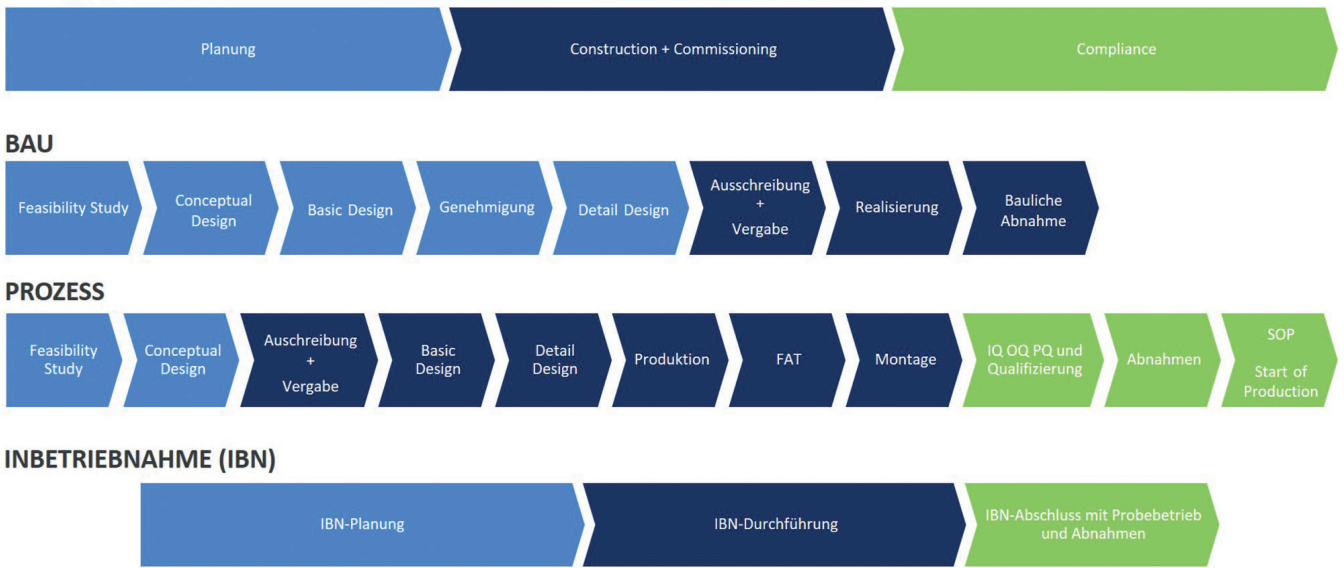 Planung
Construction + Commissioning
Compliance
BAU
Feasibility Study
Conceptual
Design
Basic Design
Genehmigung
Detail Design
Ausschreibung
+
Vergabe
Realisierung
Bauliche
Abnahme
PROZESS
Feasibility
Study
Conceptual
Design
Auschreibung
+
Vergabe
Basic
Design
Detail
Design
Produktion
FAT
Montage
IQ OQ PQ und
Qualifizierung
Abnahmen
SOP
Start of
Production
INBETRIEBNAHME (IBN)
IBN-Planung
IBN-Durchführung
IBN-Abschluss mit Probebetrieb
und Abnahmen